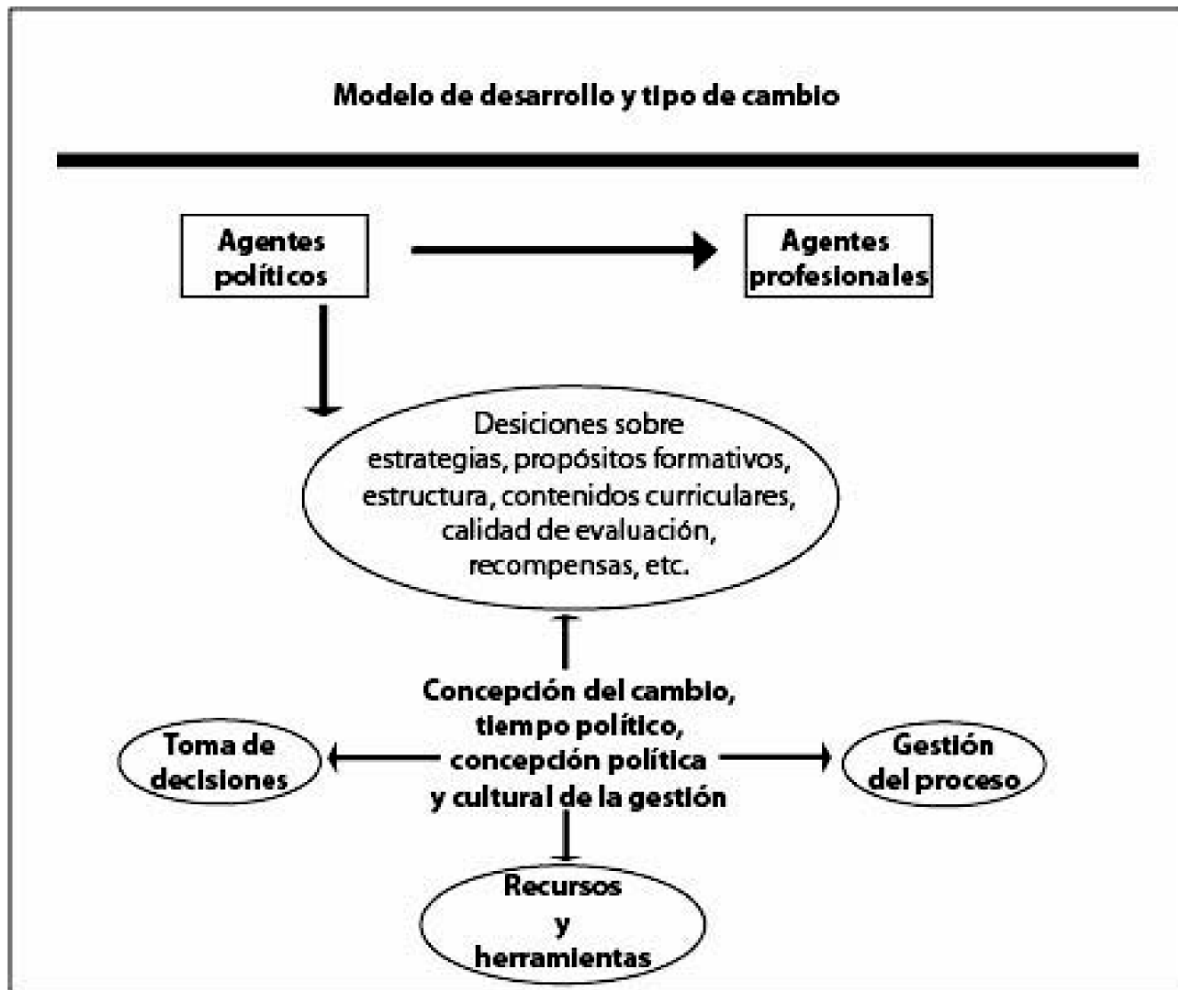 Modelo de desarrollo y tipo de cambio
Agentes
políticos
Agentes
profesionales
Desiciones sobre
estrategias, propósitos formativos,
estructura, contenidos curriculares,
calidad de evaluación,
recompensas, etc.
Concepción del cambio,
tiempo político,
concepción política
y cultural de la gestión
Toma de
decisiones
Gestión
del proceso
Recursos
y
herramientas